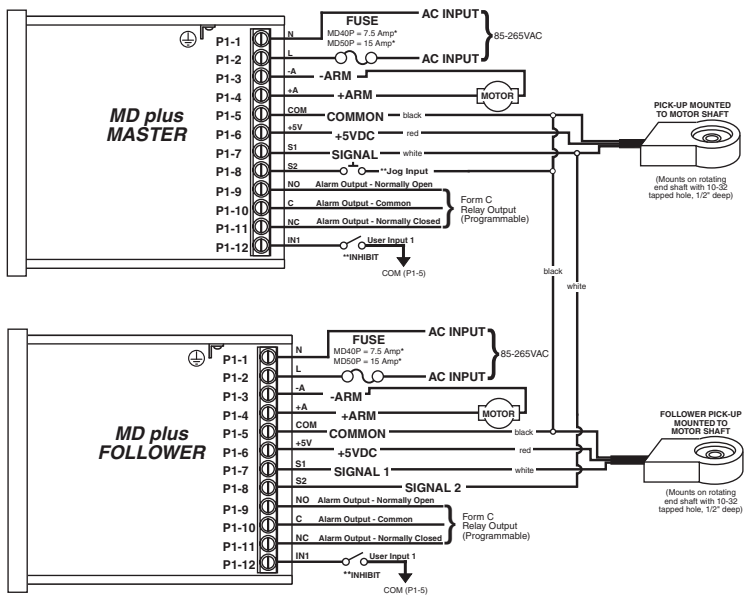 P1-1 N FUSE AC INPUT
MD40P = 7.5 Amp*
MD50P = 15 Amp*
85-265VAC
P1-2 L AC INPUT
P1-3 -A -ARM
P1-4 +A +ARM MOTOR
MD plus
MASTER
P1-5 COM COMMON black
P1-6 +5V +5VDC red
P1-7 S1 SIGNAL white
P1-8 S2 **Jog Input
P1-9 NO Alarm Output - Normally Open
P1-10 C Alarm Output - Common
P1-11 NC Alarm Output - Normally Closed
Form C
Relay Output
(Programmable)
P1-12 IN1 User Input 1
**INHIBIT
COM (P1-5)
PICK-UP MOUNTED
TO MOTOR SHAFT
(Mounts on rotating
end shaft with 10-32
tapped hole, 1/2" deep)
black
white
P1-1 N FUSE AC INPUT
MD40P = 7.5 Amp*
MD50P = 15 Amp*
85-265VAC
P1-2 L AC INPUT
P1-3 -A -ARM
P1-4 +A +ARM MOTOR
MD plus
FOLLOWER
P1-5 COM COMMON black
P1-6 +5V +5VDC red
P1-7 S1 SIGNAL 1 white
P1-8 S2 SIGNAL 2
P1-9 NO Alarm Output - Normally Open
P1-10 C Alarm Output - Common
P1-11 NC Alarm Output - Normally Closed
Form C
Relay Output
(Programmable)
P1-12 IN1 User Input 1
**INHIBIT
COM (P1-5)
FOLLOWER PICK-UP
MOUNTED TO
MOTOR SHAFT
(Mounts on rotating
end shaft with 10-32
tapped hole, 1/2" deep)